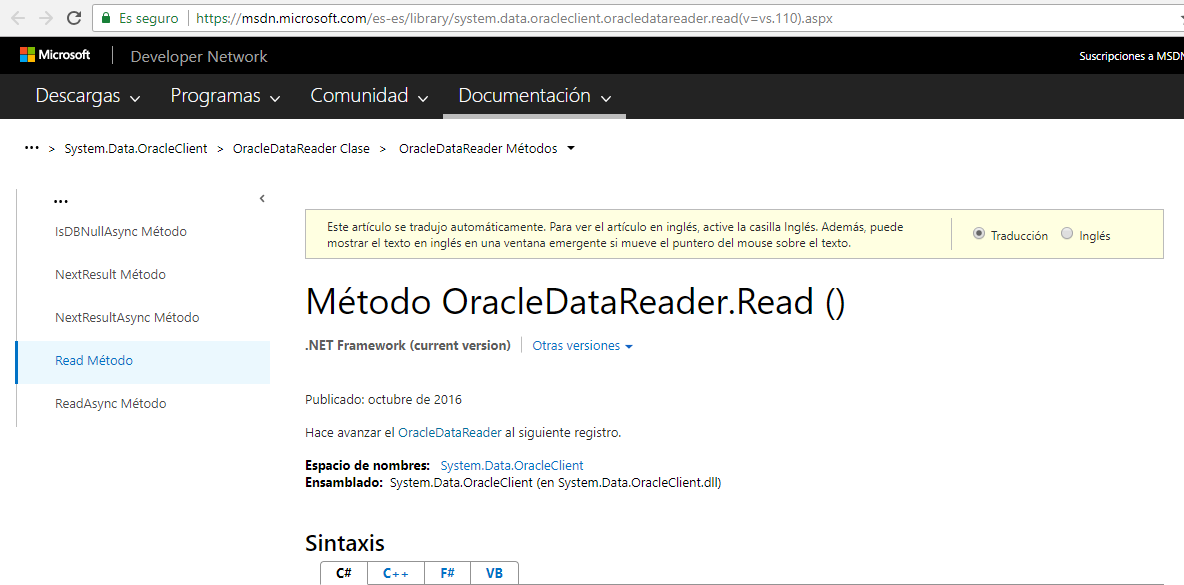 Es seguro https://msdn.microsoft.com/es-es/library/system.data.oracleclient.oracledatareader.read(v=vs.110).aspx
Microsoft Developer Network
Suscripciones a MSDN
Descargas Programas Comunidad Documentación
... > System.Data.OracleClient > OracleDataReader Clase > OracleDataReader Métodos
...
IsDBNullAsync Método
NextResult Método
NextResultAsync Método
Read Método
ReadAsync Método
Este artículo se tradujo automáticamente. Para ver el artículo en inglés, active la casilla Inglés. Además, puede
mostrar el texto en inglés en una ventana emergente si mueve el puntero del mouse sobre el texto.
Traducción Inglés
Método OracleDataReader.Read ()
.NET Framework (current version) Otras versiones
Publicado: octubre de 2016
Hace avanzar el OracleDataReader al siguiente registro.
Espacio de nombres: System.Data.OracleClient
Ensamblado: System.Data.OracleClient (en System.Data.OracleClient.dll)
Sintaxis
C# C++ F# VB